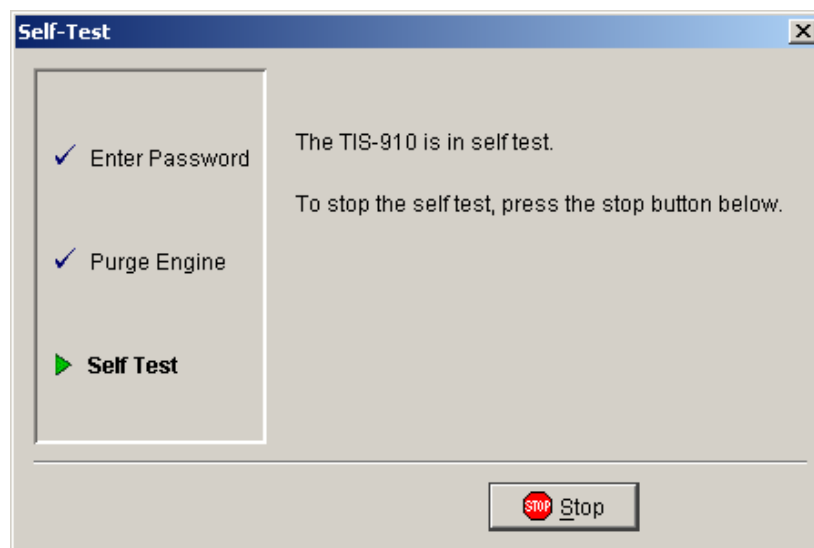 Self-Test
Enter Password
Purge Engine
Self Test
The TIS-910 is in self test.
To stop the self test, press the stop button below.
STOP
Stop